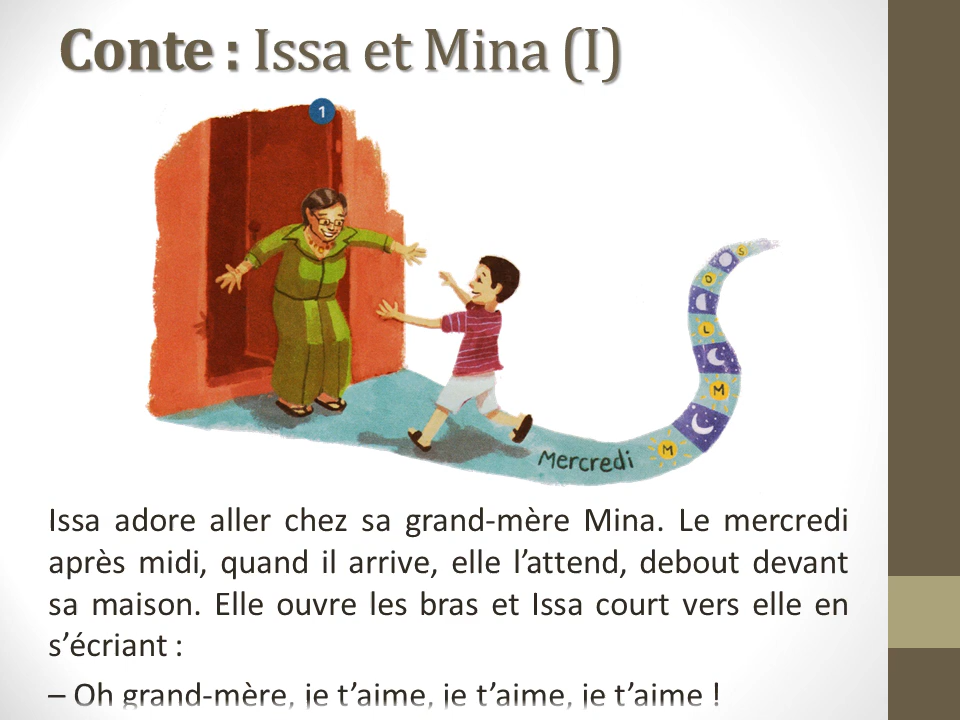 Conte : Issa et Mina (I)
1
S
D
L
M
M
Mercredi
Issa adore aller chez sa grand-mère Mina. Le mercredi
après midi, quand il arrive, elle l’attend, debout devant
sa maison. Elle ouvre les bras et Issa court vers elle en
s’écriant :
– Oh grand-mère, je t’aime, je t’aime, je t’aime !